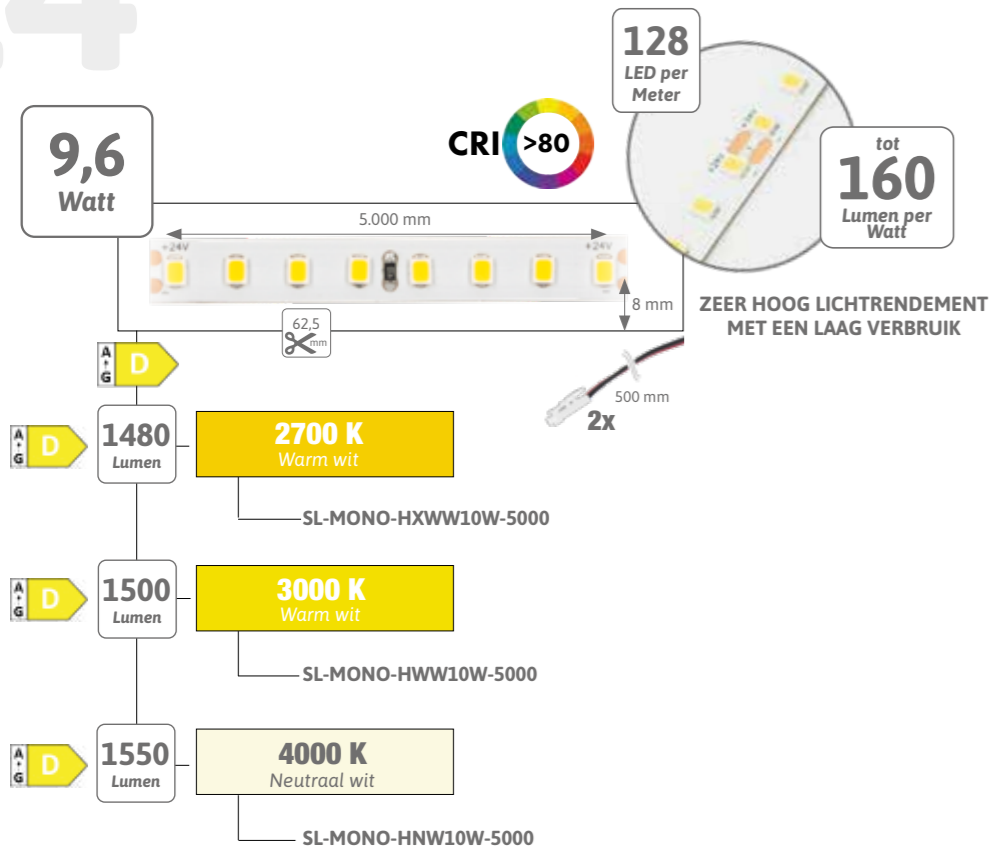 .4
128
LED per
Meter
9,6
Watt
CRI >80
tot
160
Lumen per
Watt
5.000 mm
+24V
+24V
8 mm
62,5
mm
ZEER HOOG LICHTRENDEMENT
MET EEN LAAG VERBRUIK
500 mm
2x
A
G
D
A
G
D
1480
Lumen
2700 K
Warm wit
SL-MONO-HXWW10W-5000
A
G
D
1500
Lumen
3000 K
Warm wit
SL-MONO-HWW10W-5000
A
G
D
1550
Lumen
4000 K
Neutraal wit
SL-MONO-HNW10W-5000